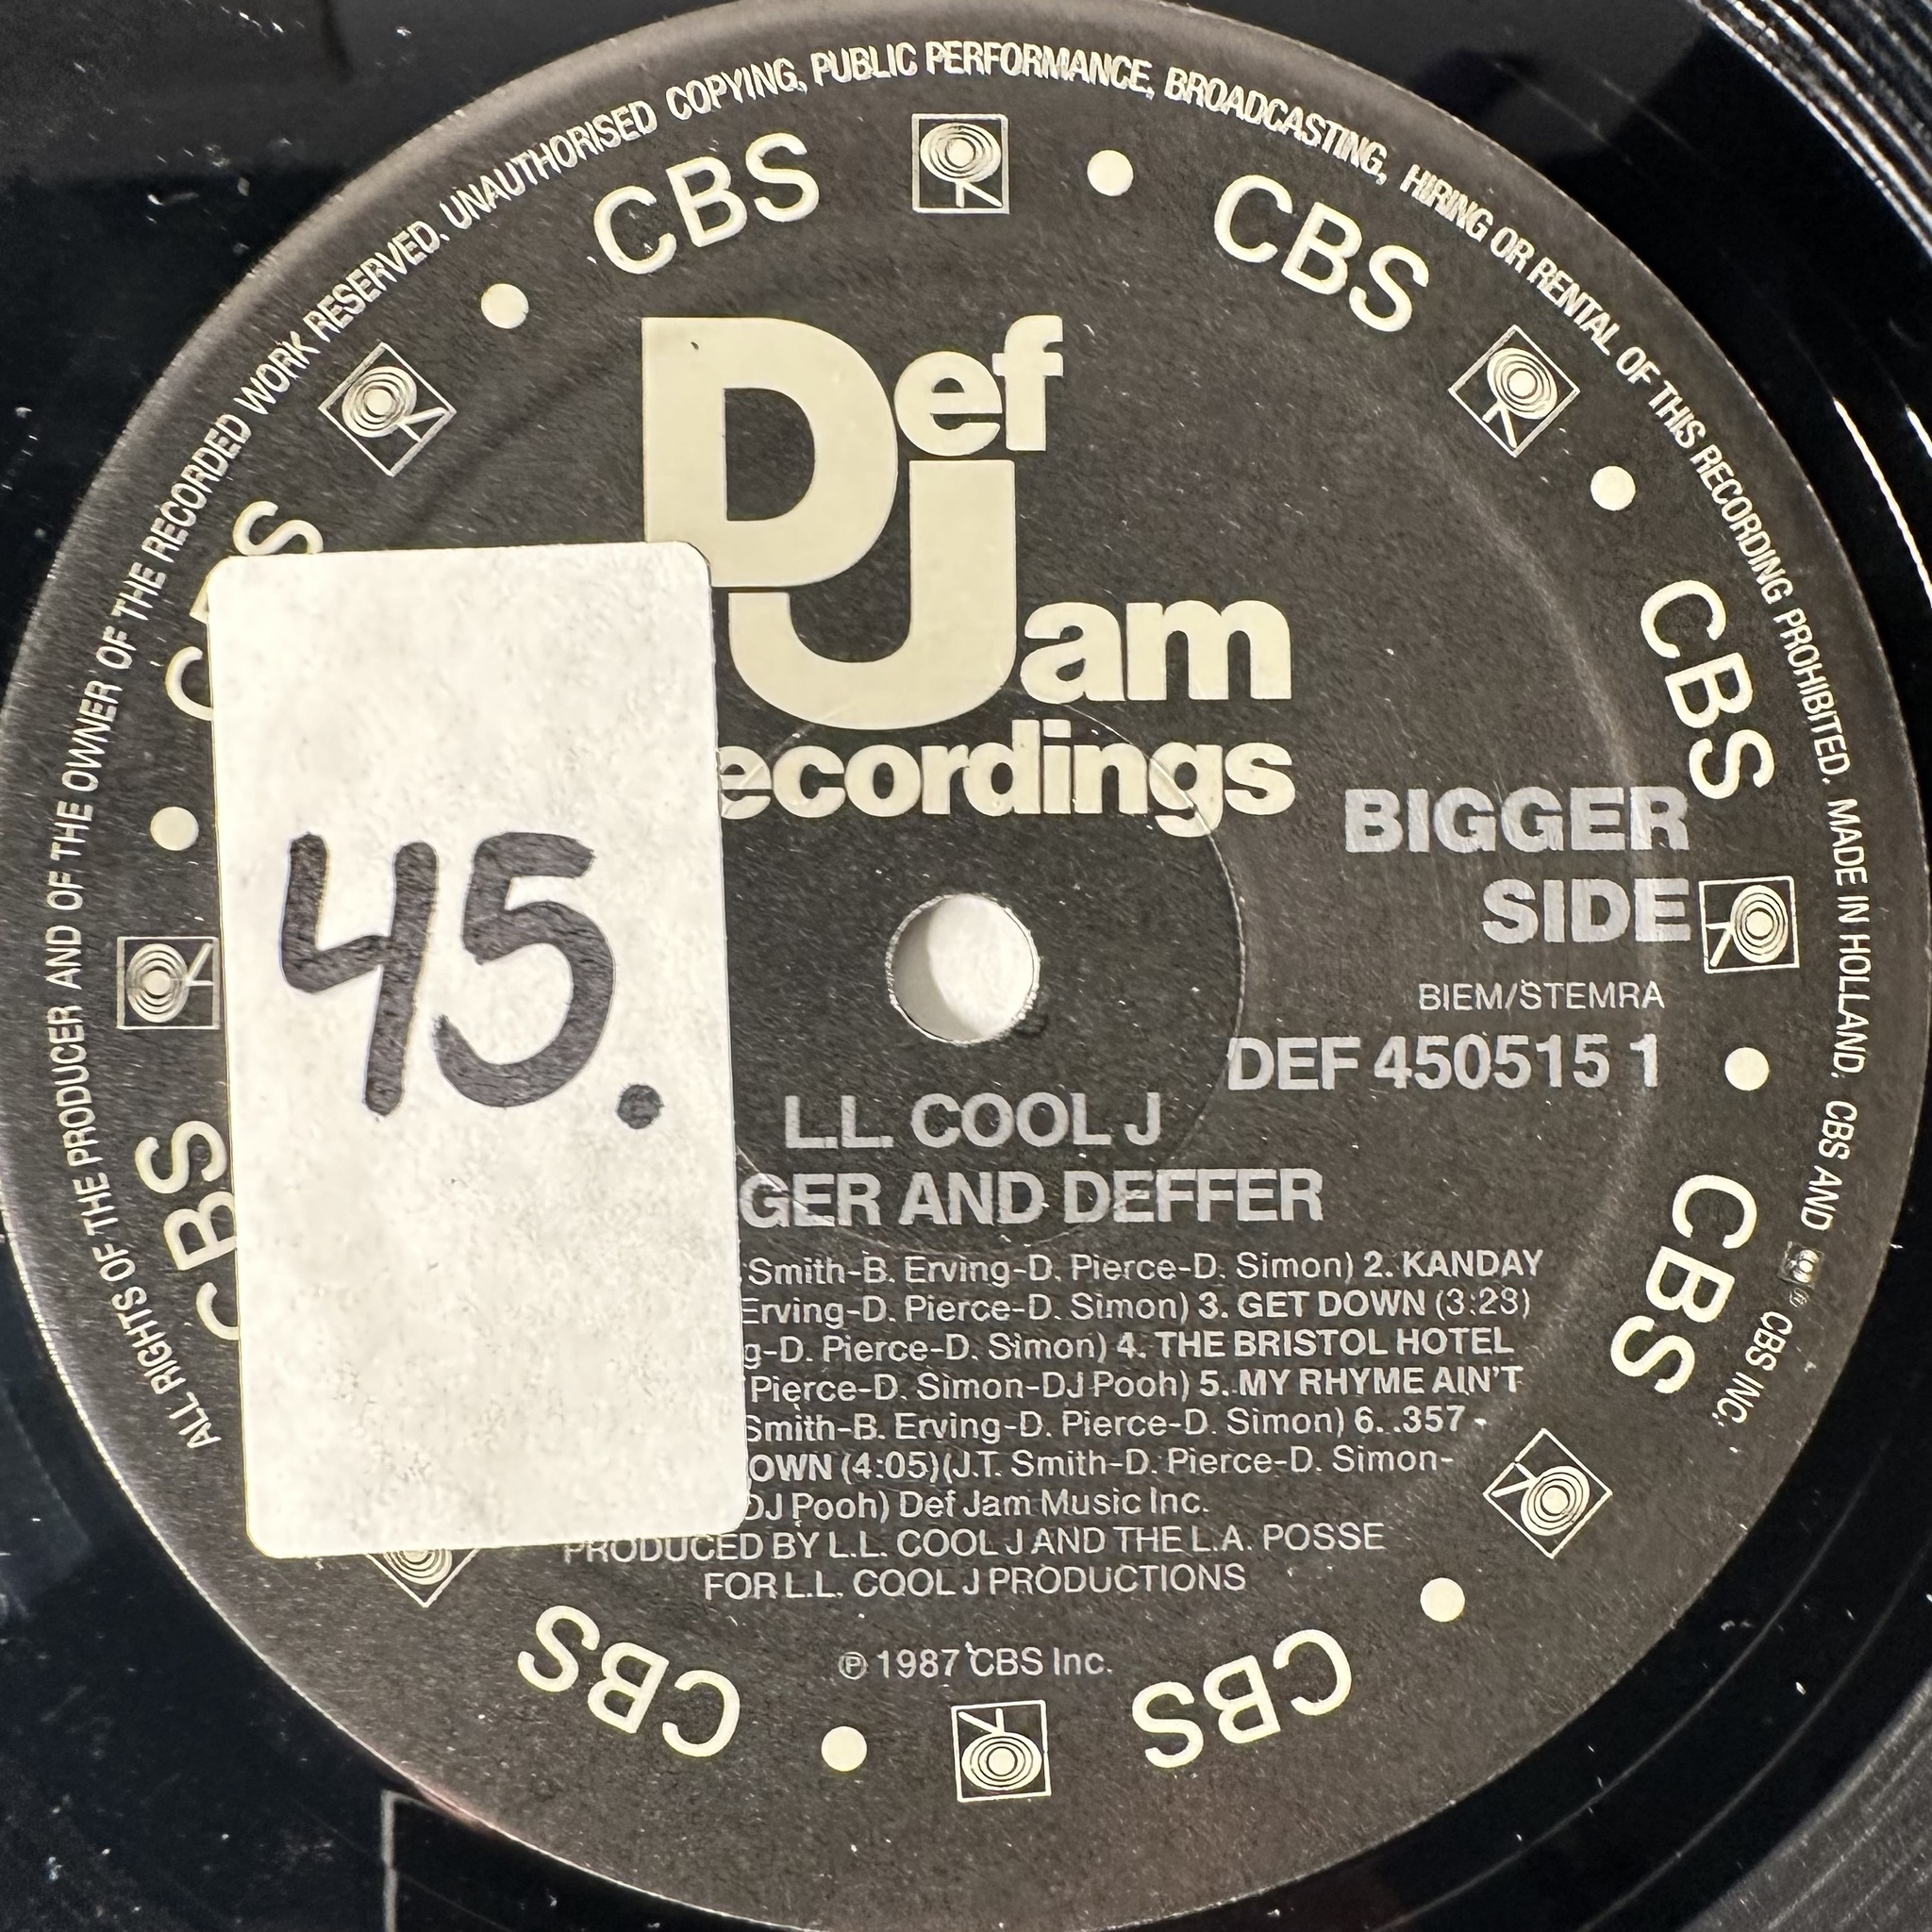 ALL RIGHTS OF THE PRODUCER AND OF THE OWNER OF THE RECORDED WORK RESERVED. UNAUTHORISED COPYING, PUBLIC PERFORMANCE, BROADCASTING, HIRING OR RENTAL OF THIS RECORDING PROHIBITED. MADE IN HOLLAND. CBS AND CBS INC.
CBS
CBS
CBS
CBS
CBS
CBS
CBS
CBS
Def
Jam
ecordings
45.
BIGGER
SIDE
BIEM/STEMRA
DEF 450515 1
L.L. COOL J
GER AND DEFFER
Smith-B. Erving-D. Pierce-D. Simon) 2. KANDAY
Erving-D. Pierce-D. Simon) 3. GET DOWN (3:28)
g-D. Pierce-D. Simon) 4. THE BRISTOL HOTEL
Pierce-D. Simon-DJ Pooh) 5. MY RHYME AIN'T
Smith-B. Erving-D. Pierce-D. Simon) 6. .357 -
OWN (4:05)(J.T. Smith-D. Pierce-D. Simon-
DJ Pooh) Def Jam Music Inc.
PRODUCED BY L.L. COOL J AND THE L.A. POSSE
FOR L.L. COOL J PRODUCTIONS
℗ 1987 CBS Inc.